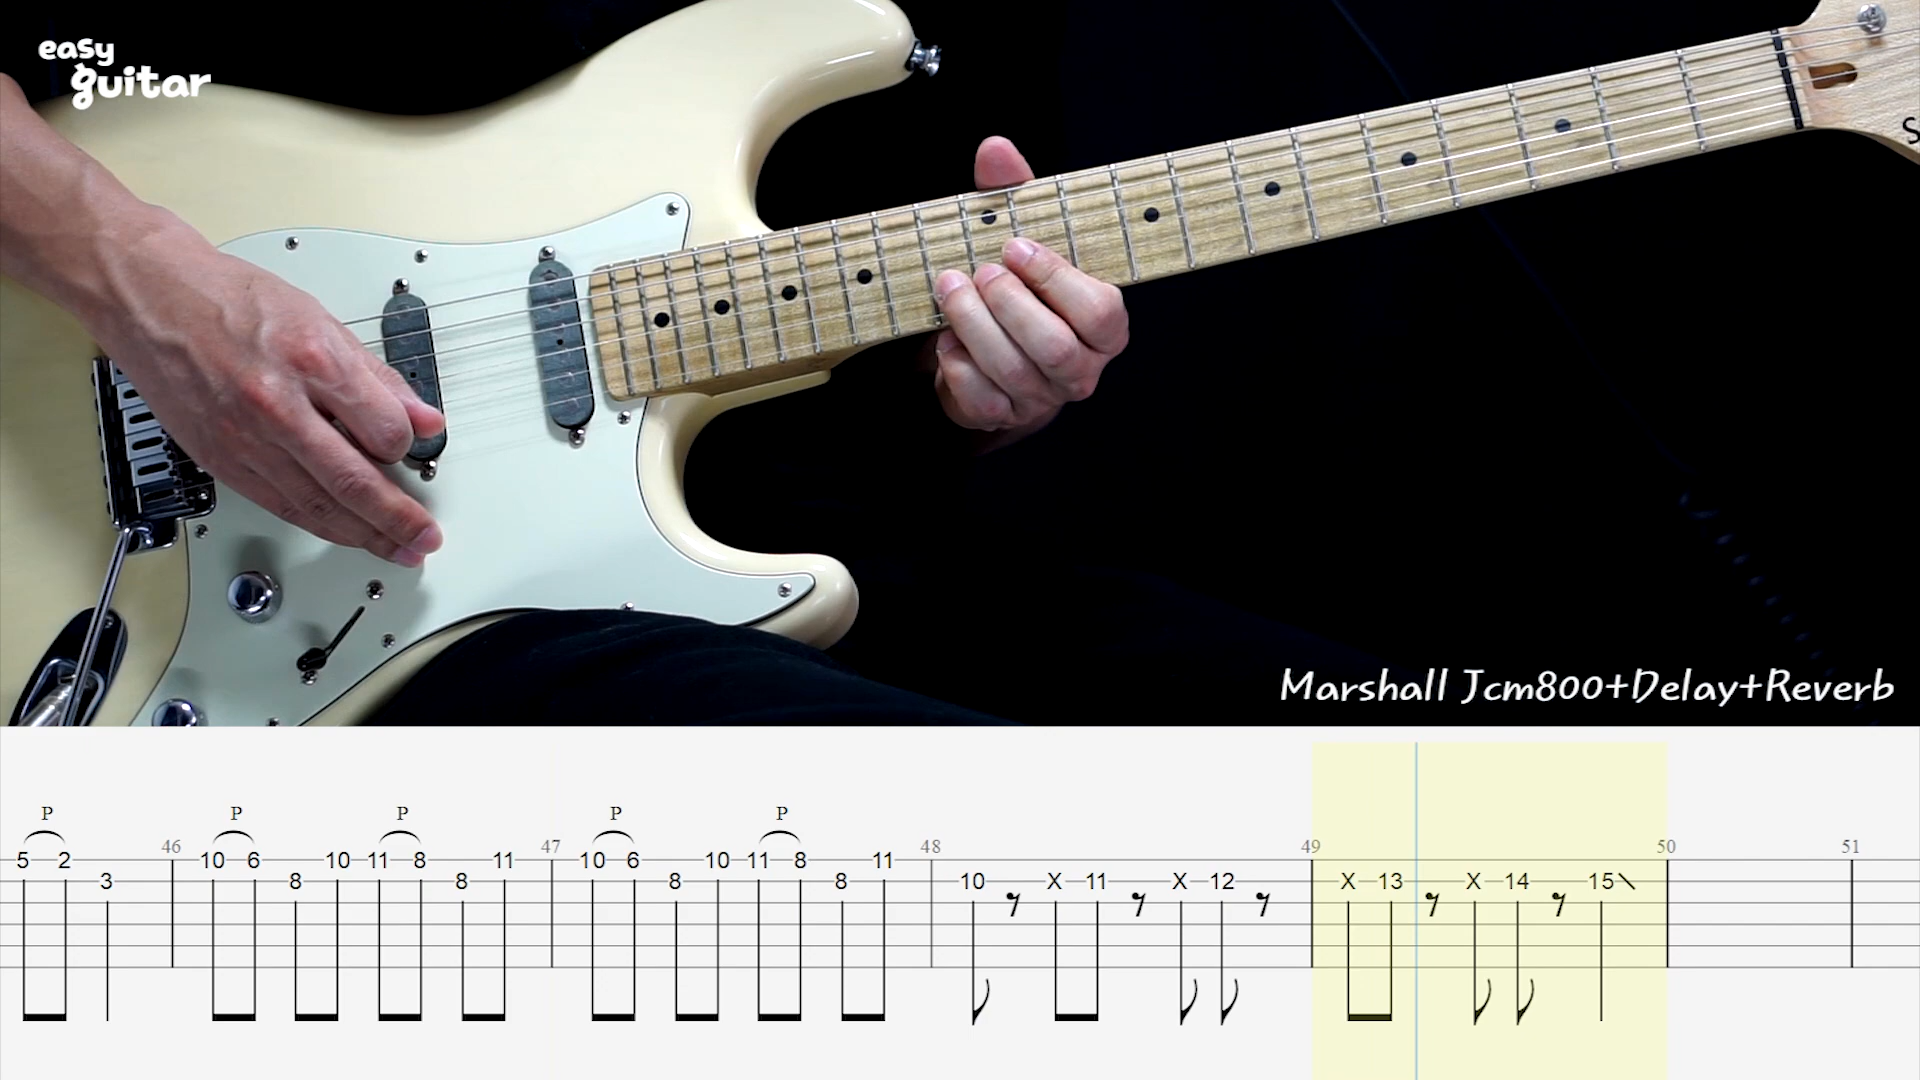 easy
guitar
S
Marshall Jcm800+Delay+Reverb
P P P P P
46 47 48 49 50 51
5 2 10 6 10 11 8 11 10 6 10 11 8 11
3 8 8 8 8 10 X 11 X 12 X 13 X 14 15